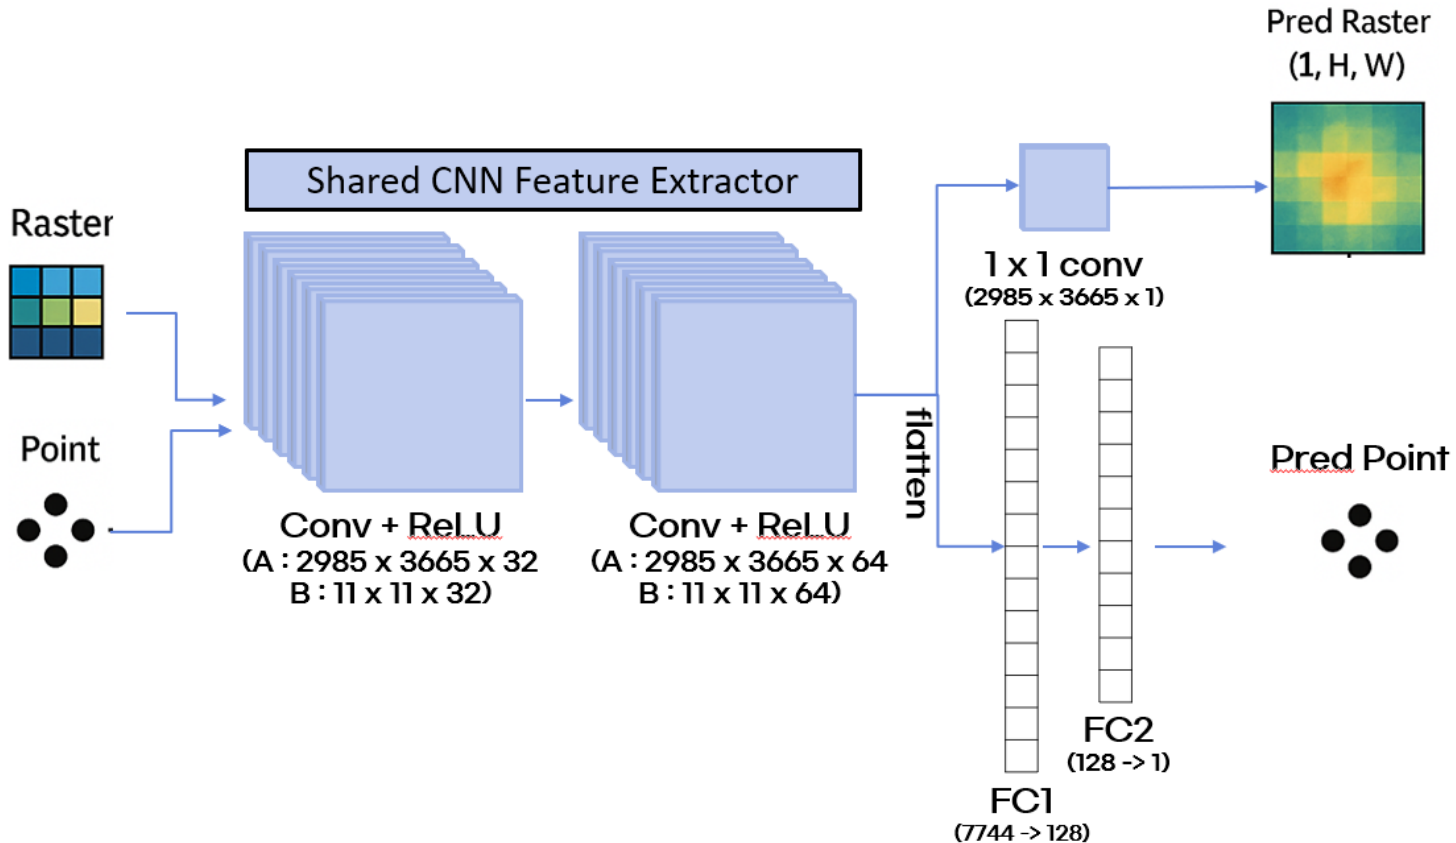 Pred Raster
(1, H, W)
Shared CNN Feature Extractor
Raster
1 x 1 conv
(2985 x 3665 x 1)
Point
flatten
Pred Point
Conv + ReLU
(A : 2985 x 3665 x 32
B : 11 x 11 x 32)
Conv + ReLU
(A : 2985 x 3665 x 64
B : 11 x 11 x 64)
FC2
(128 -> 1)
FC1
(7744 -> 128)